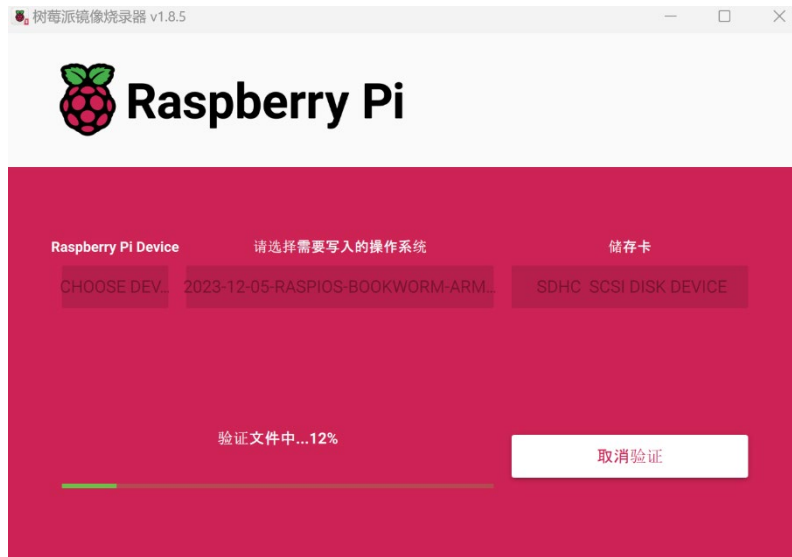 树莓派镜像烧录器 v1.8.5
Raspberry Pi
Raspberry Pi Device
请选择需要写入的操作系统
储存卡
CHOOSE DEV...
2023-12-05-RASPIOS-BOOKWORM-ARM...
SDHC SCSI DISK DEVICE
验证文件中...12%
取消验证